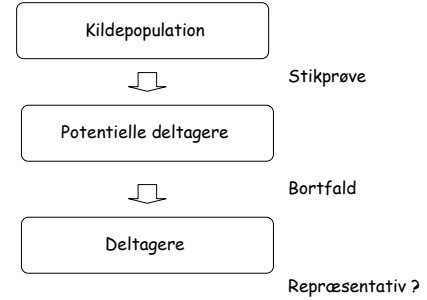 Kildepopulation
Stikprøve
Potentielle deltagere
Bortfald
Deltagere
Repræsentativ ?